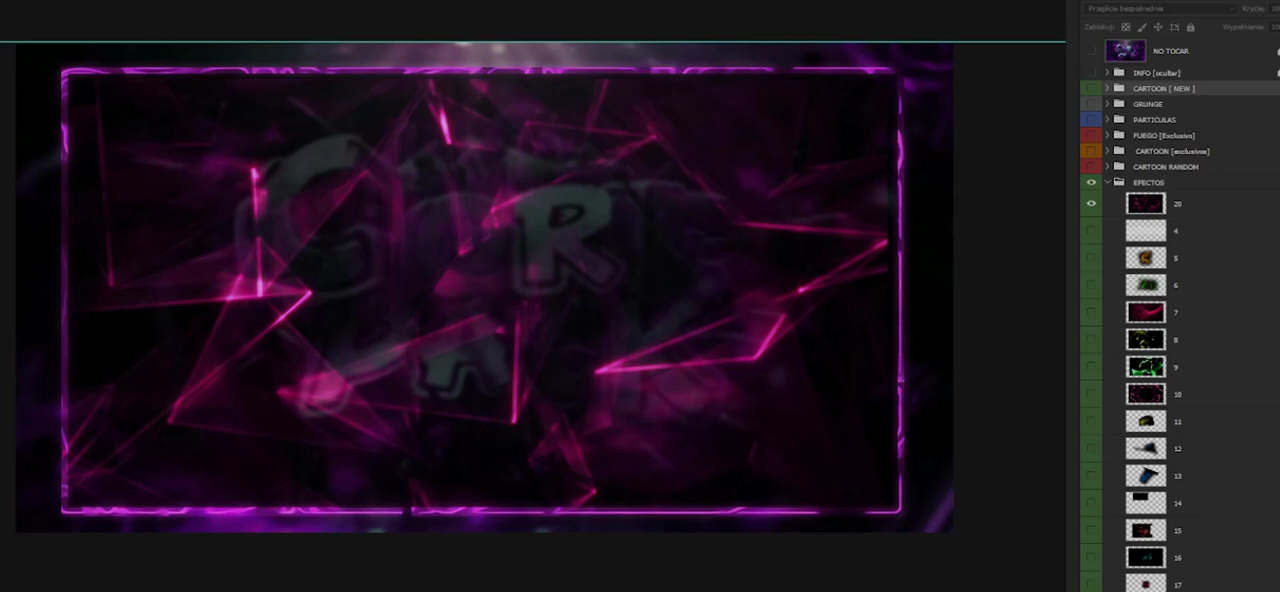 R
Przejście bezpośrednie
Krycie:
Zablokuj:
Wypełnienie:
NO TOCAR
INFO [ocultar]
CARTOON [ NEW ]
GRUNGE
PARTICULAS
FUEGO [Exclusivo]
CARTOON [exclusivos]
CARTOON RANDOM
EFECTOS
20
4
5
6
7
8
9
10
11
12
13
14
15
16
17